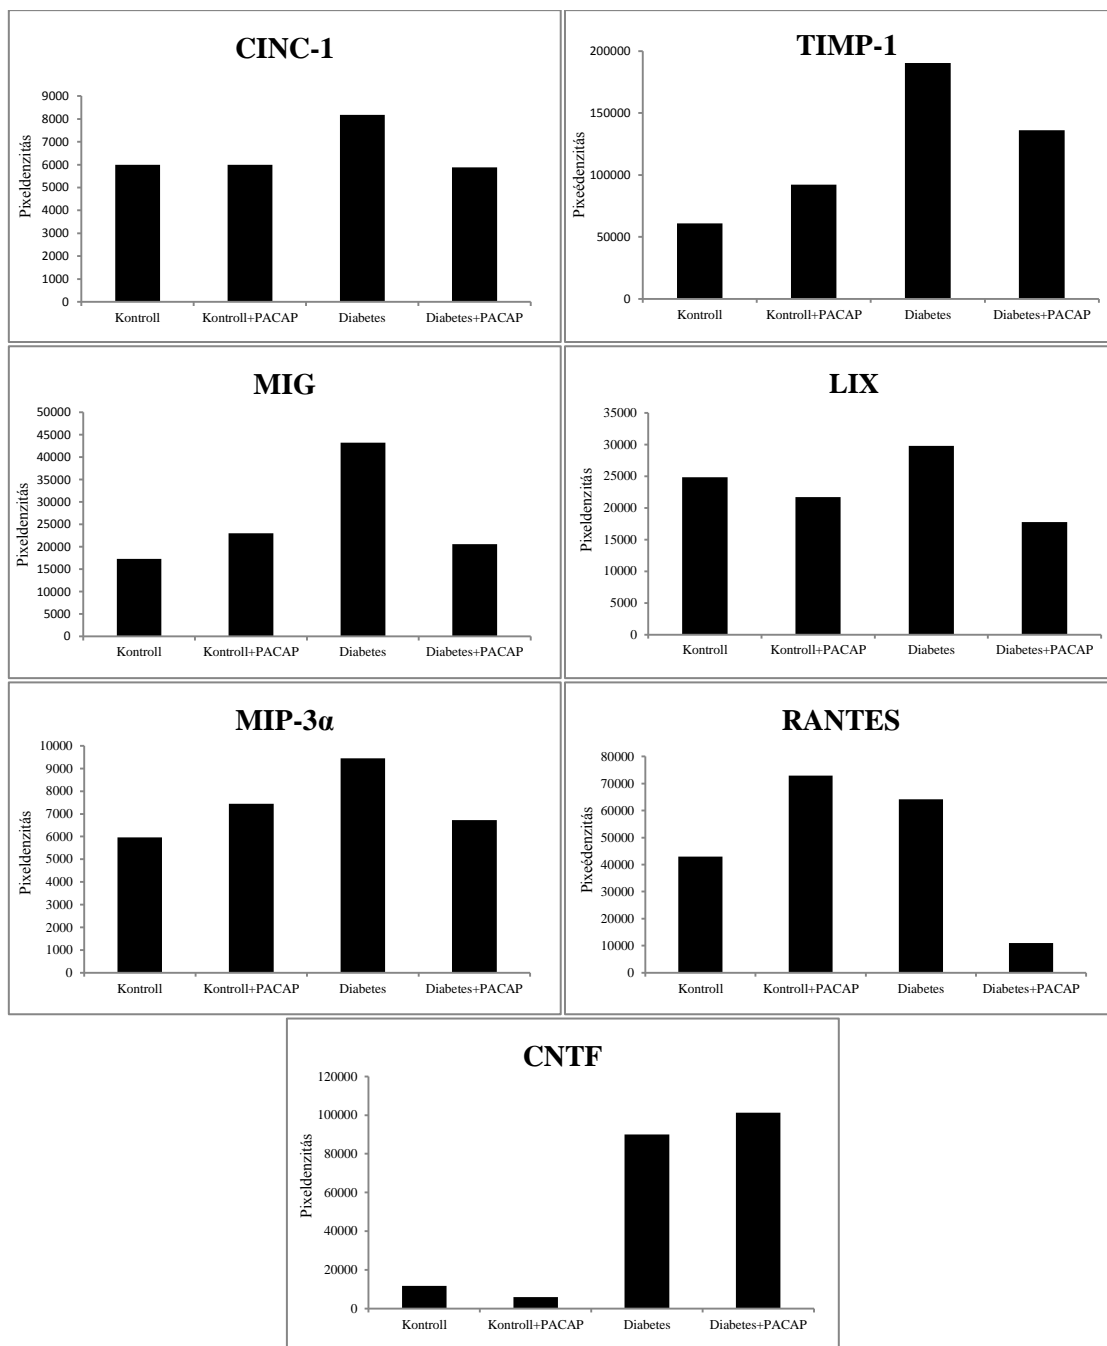 CINC-1
Pixeldenzitás
9000
8000
7000
6000
5000
4000
3000
2000
1000
0
Kontroll Kontroll+PACAP Diabetes Diabetes+PACAP
TIMP-1
Pixeédenzitás
200000
150000
100000
50000
0
Kontroll Kontroll+PACAP Diabetes Diabetes+PACAP
MIG
Pixeldenzitás
50000
45000
40000
35000
30000
25000
20000
15000
10000
5000
0
Kontroll Kontroll+PACAP Diabetes Diabetes+PACAP
LIX
Pixeldenzitás
35000
30000
25000
20000
15000
10000
5000
0
Kontroll Kontroll+PACAP Diabetes Diabetes+PACAP
MIP-3α
Pixeldenzitás
10000
9000
8000
7000
6000
5000
4000
3000
2000
1000
0
Kontroll Kontroll+PACAP Diabetes Diabetes+PACAP
RANTES
Pixeédenzitás
80000
70000
60000
50000
40000
30000
20000
10000
0
Kontroll Kontroll+PACAP Diabetes Diabetes+PACAP
CNTF
Pixeldenzitás
120000
100000
80000
60000
40000
20000
0
Kontroll Kontroll+PACAP Diabetes Diabetes+PACAP